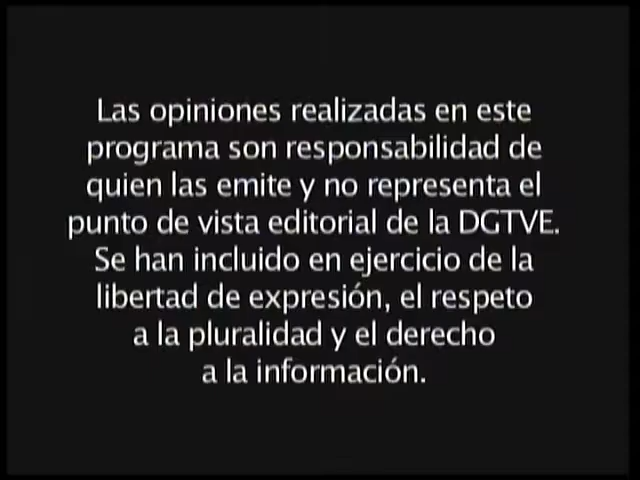 Las opiniones realizadas en este
programa son responsabilidad de
quien las emite y no representa el
punto de vista editorial de la DGTVE.
Se han incluido en ejercicio de la
libertad de expresión, el respeto
a la pluralidad y el derecho
a la información.